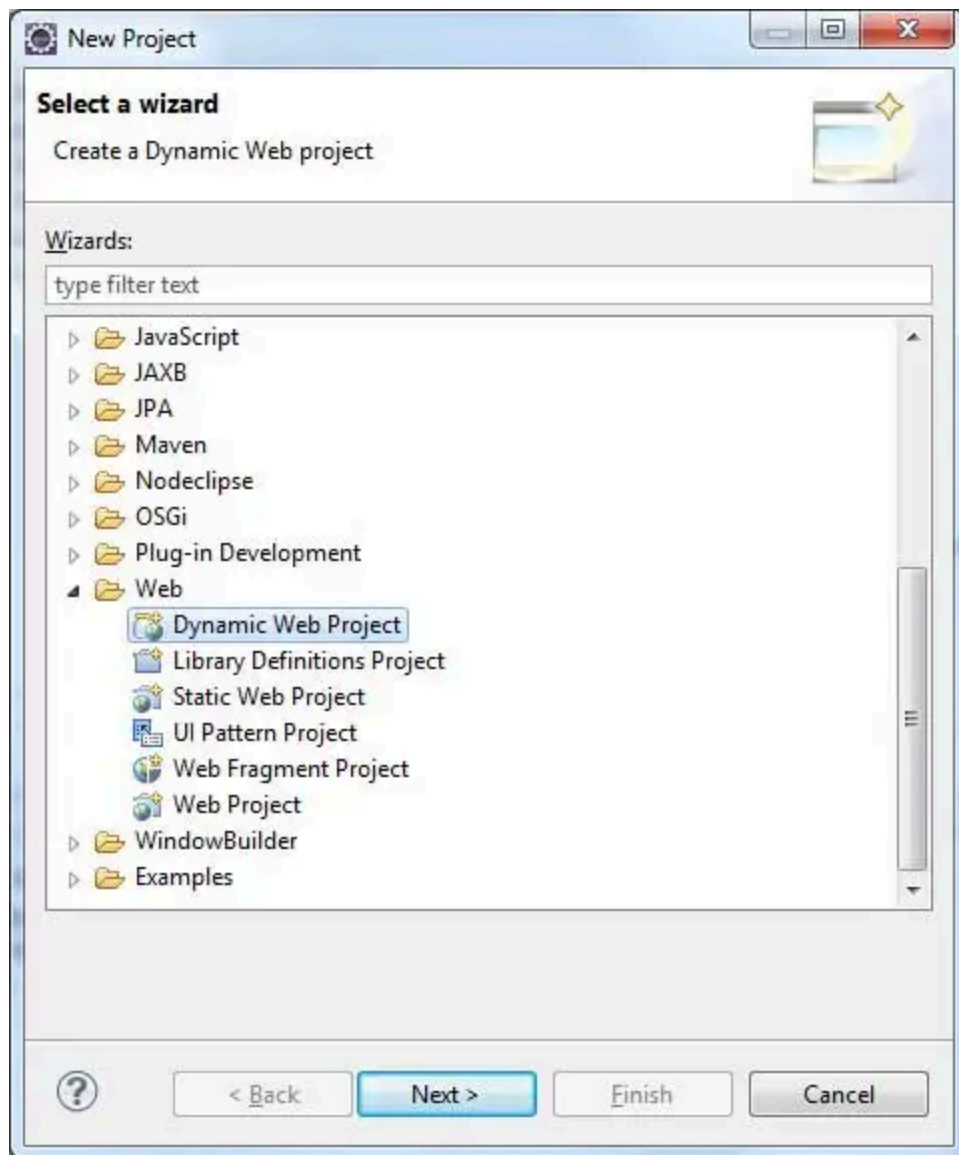 New Project
Select a wizard
Create a Dynamic Web project
Wizards:
type filter text
JavaScript
JAXB
JPA
Maven
Nodeclipse
OSGi
Plug-in Development
Web
Dynamic Web Project
Library Definitions Project
Static Web Project
UI Pattern Project
Web Fragment Project
Web Project
WindowBuilder
Examples
? < Back Next > Finish Cancel